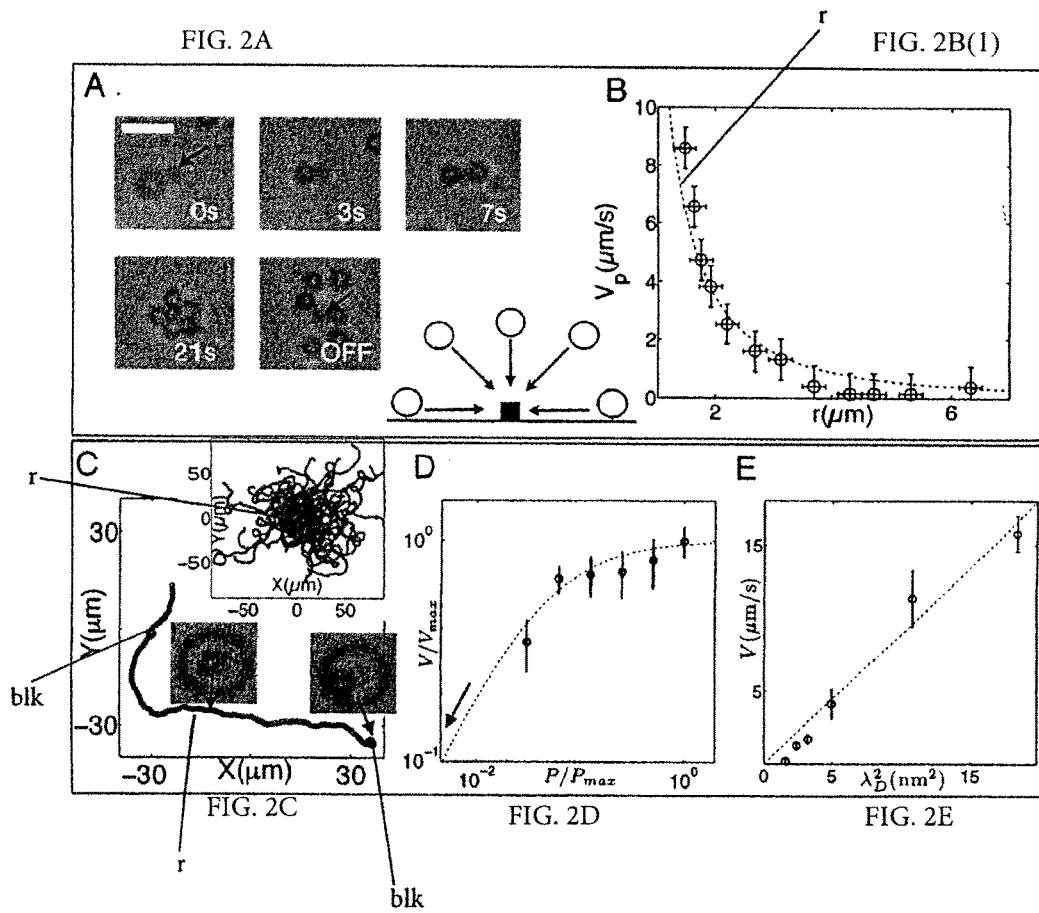 r
FIG. 2A
FIG. 2B(1)
A
0s
3s
7s
21s
OFF
B
10
8
6
4
2
0
V_p(μm/s)
2
6
r(μm)
C
r
50
0
-50
Y(μm)
X(μm)
-50
0
50
30
-30
Y(μm)
blk
-30
X(μm)
30
FIG. 2C
r
blk
D
10^0
10^-1
V/V_max
10^-2
P/P_max
10^0
FIG. 2D
E
15
5
V(μm/s)
0
5
λ_D^2(nm^2)
15
FIG. 2E